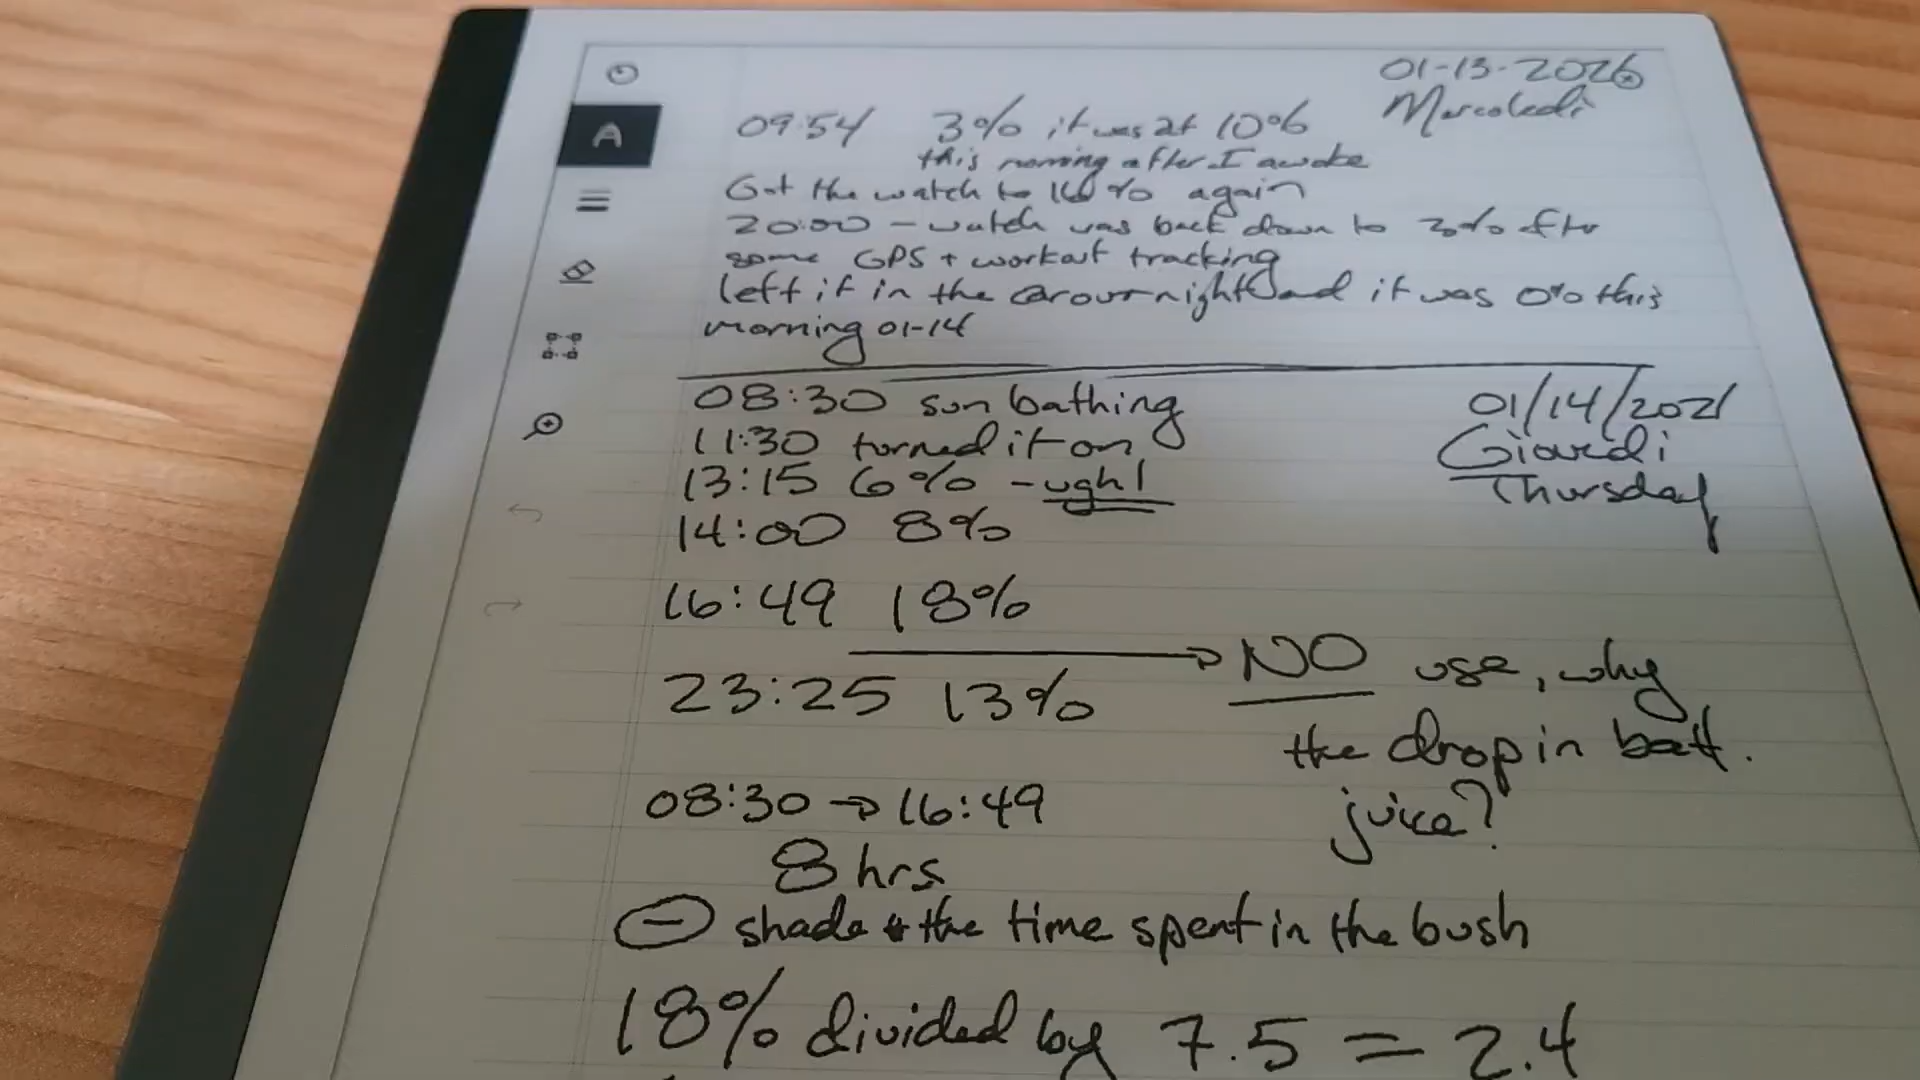 01-13-2026
Mercoledi
09:54 3% it was at 10%
this morning after I awoke
Got the watch to 16% again
20:00 - watch was back down to 3% aftr
some GPS + workout tracking
left it in the car overnight and it was 0% this
morning 01-14
08:30 sun bathing
01/14/202
11:30 turned it on
Giovedi
13:15 6% - ugh!
Thursday
14:00 8%
16:49 18%
→ NO use, why
23:25 13%
the drop in batt.
08:30 → 16:49
juice?
8 hrs
- shade & the time spent in the bush
18% divided by 7.5 = 2.4